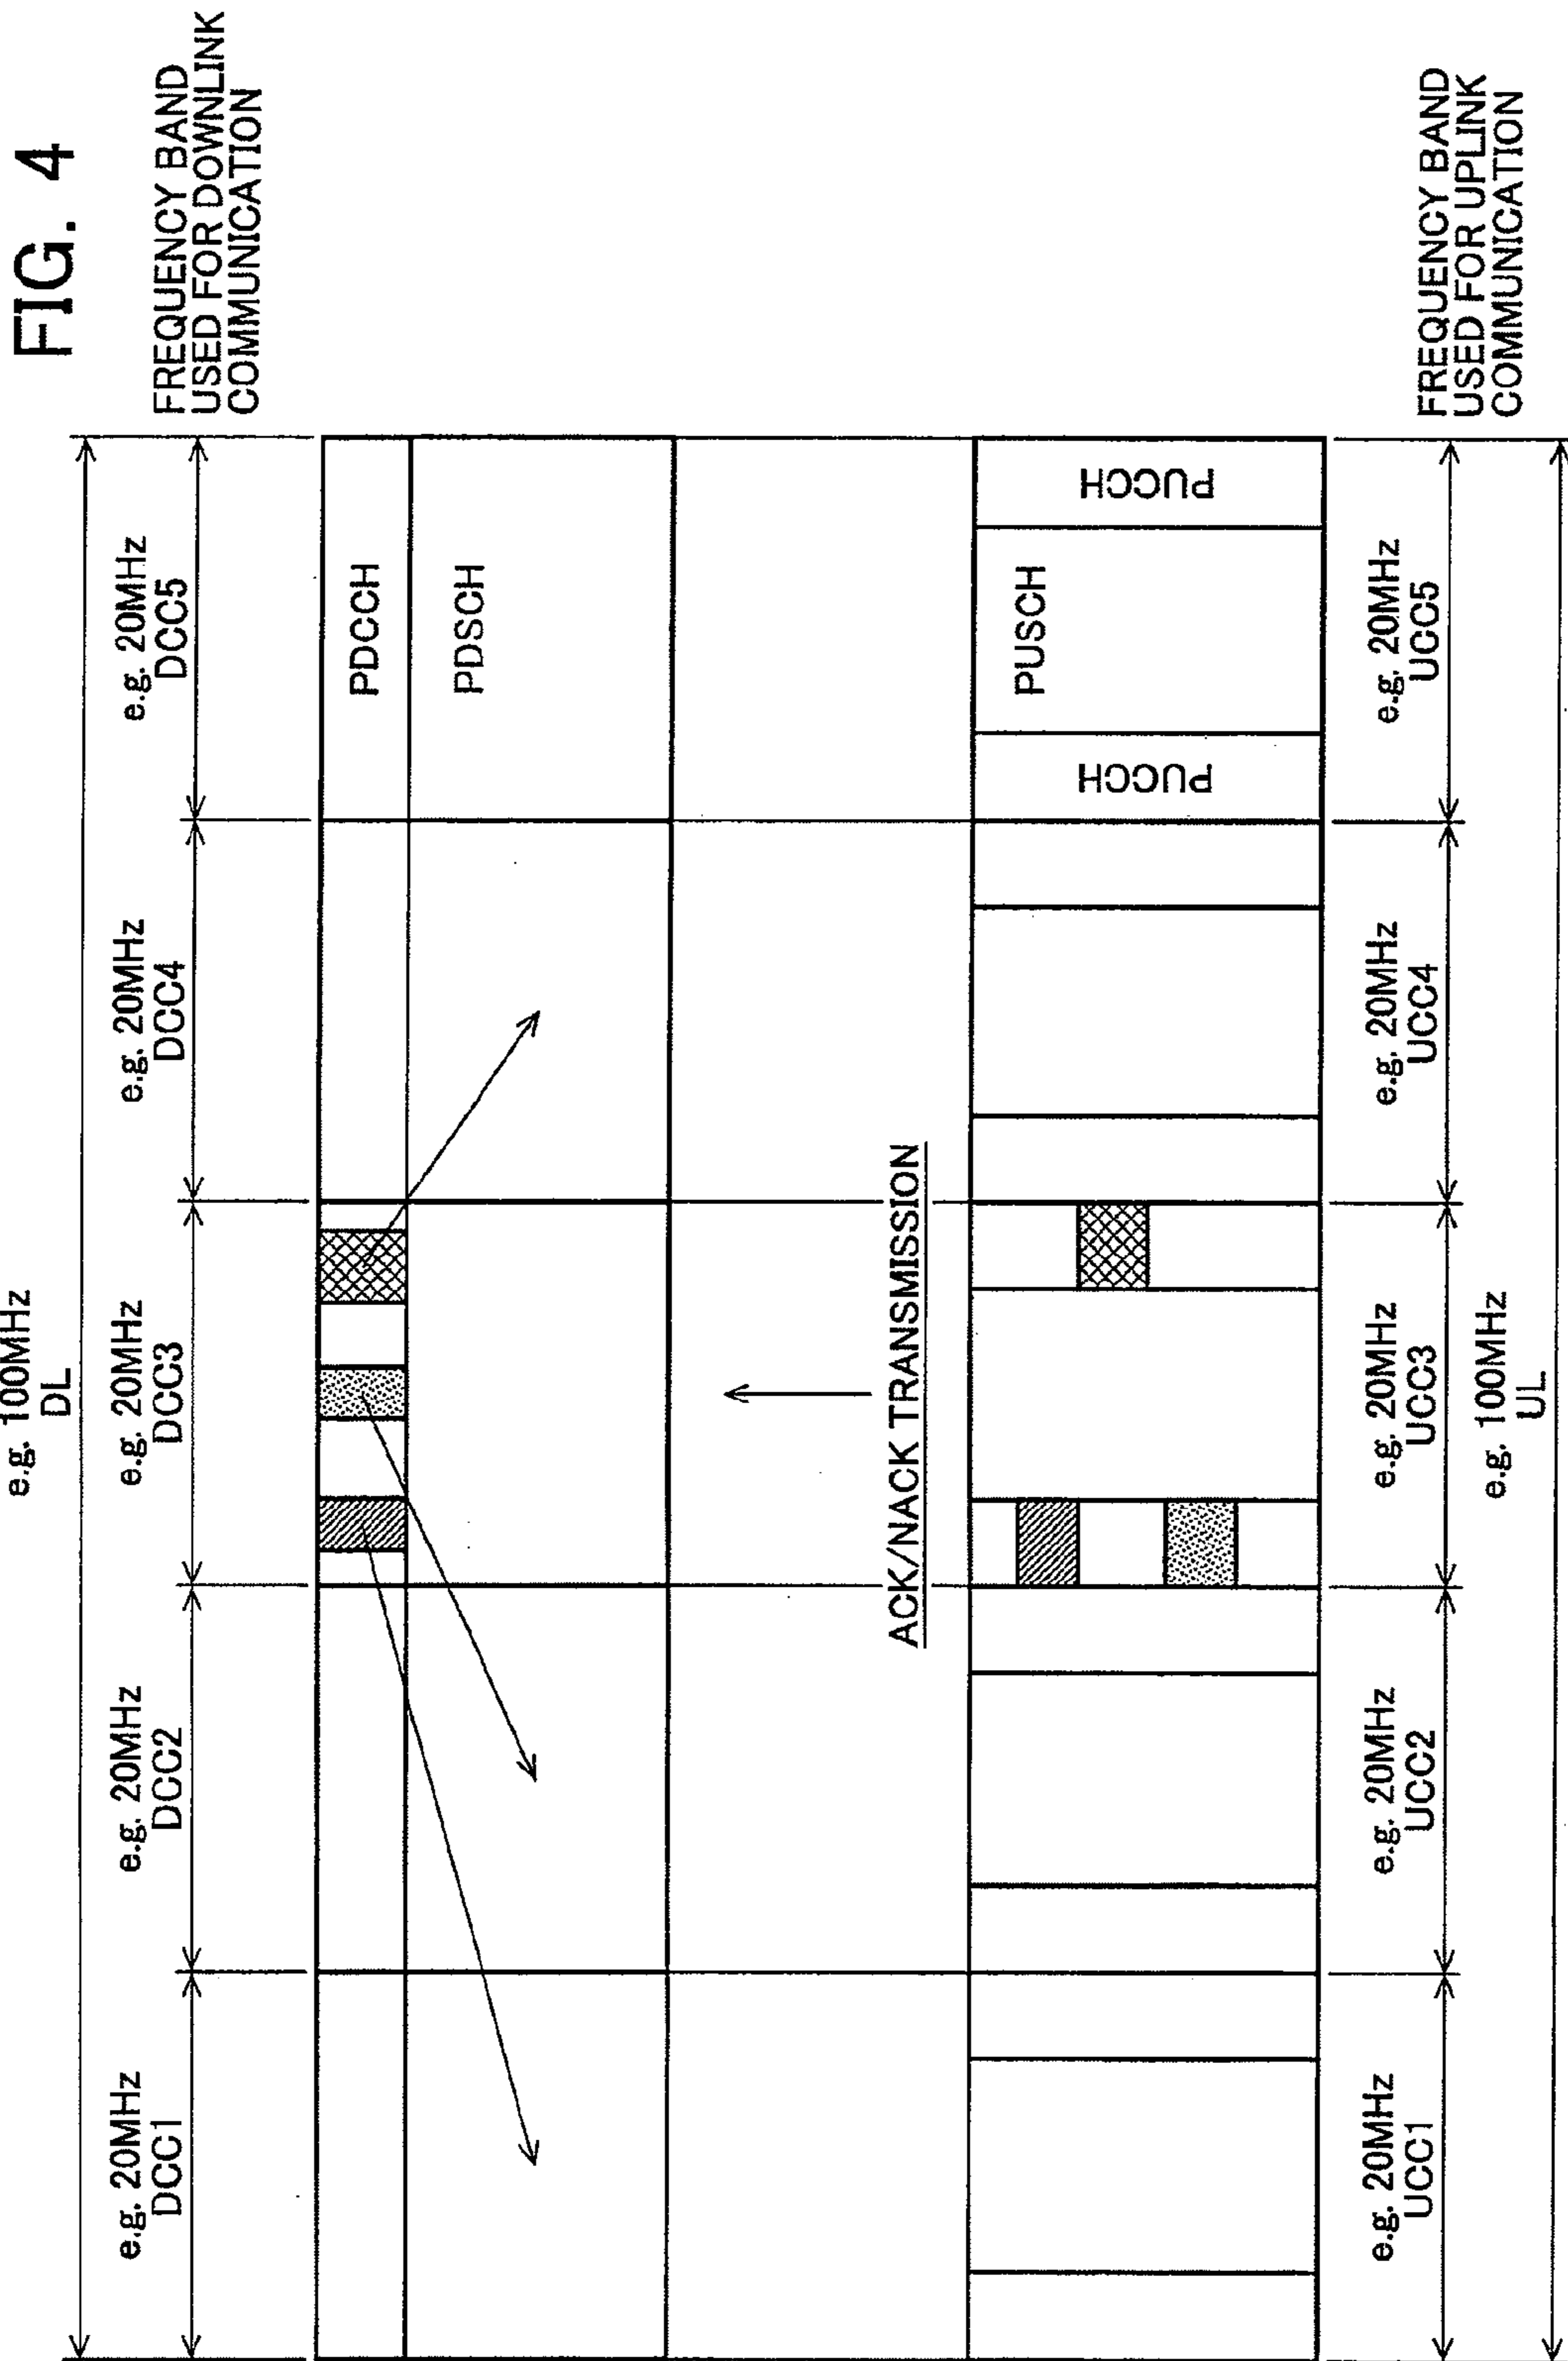 FIG. 4
e.g. 100MHz
DL
FREQUENCY BAND
USED FOR DOWNLINK
COMMUNICATION
e.g. 20MHz
DCC1
e.g. 20MHz
DCC2
e.g. 20MHz
DCC3
e.g. 20MHz
DCC4
e.g. 20MHz
DCC5
PDCCH
PDSCH
ACK/NACK TRANSMISSION
PUCCH
PUSCH
PUCCH
e.g. 20MHz
UCC1
e.g. 20MHz
UCC2
e.g. 20MHz
UCC3
e.g. 20MHz
UCC4
e.g. 20MHz
UCC5
FREQUENCY BAND
USED FOR UPLINK
COMMUNICATION
e.g. 100MHz
UL